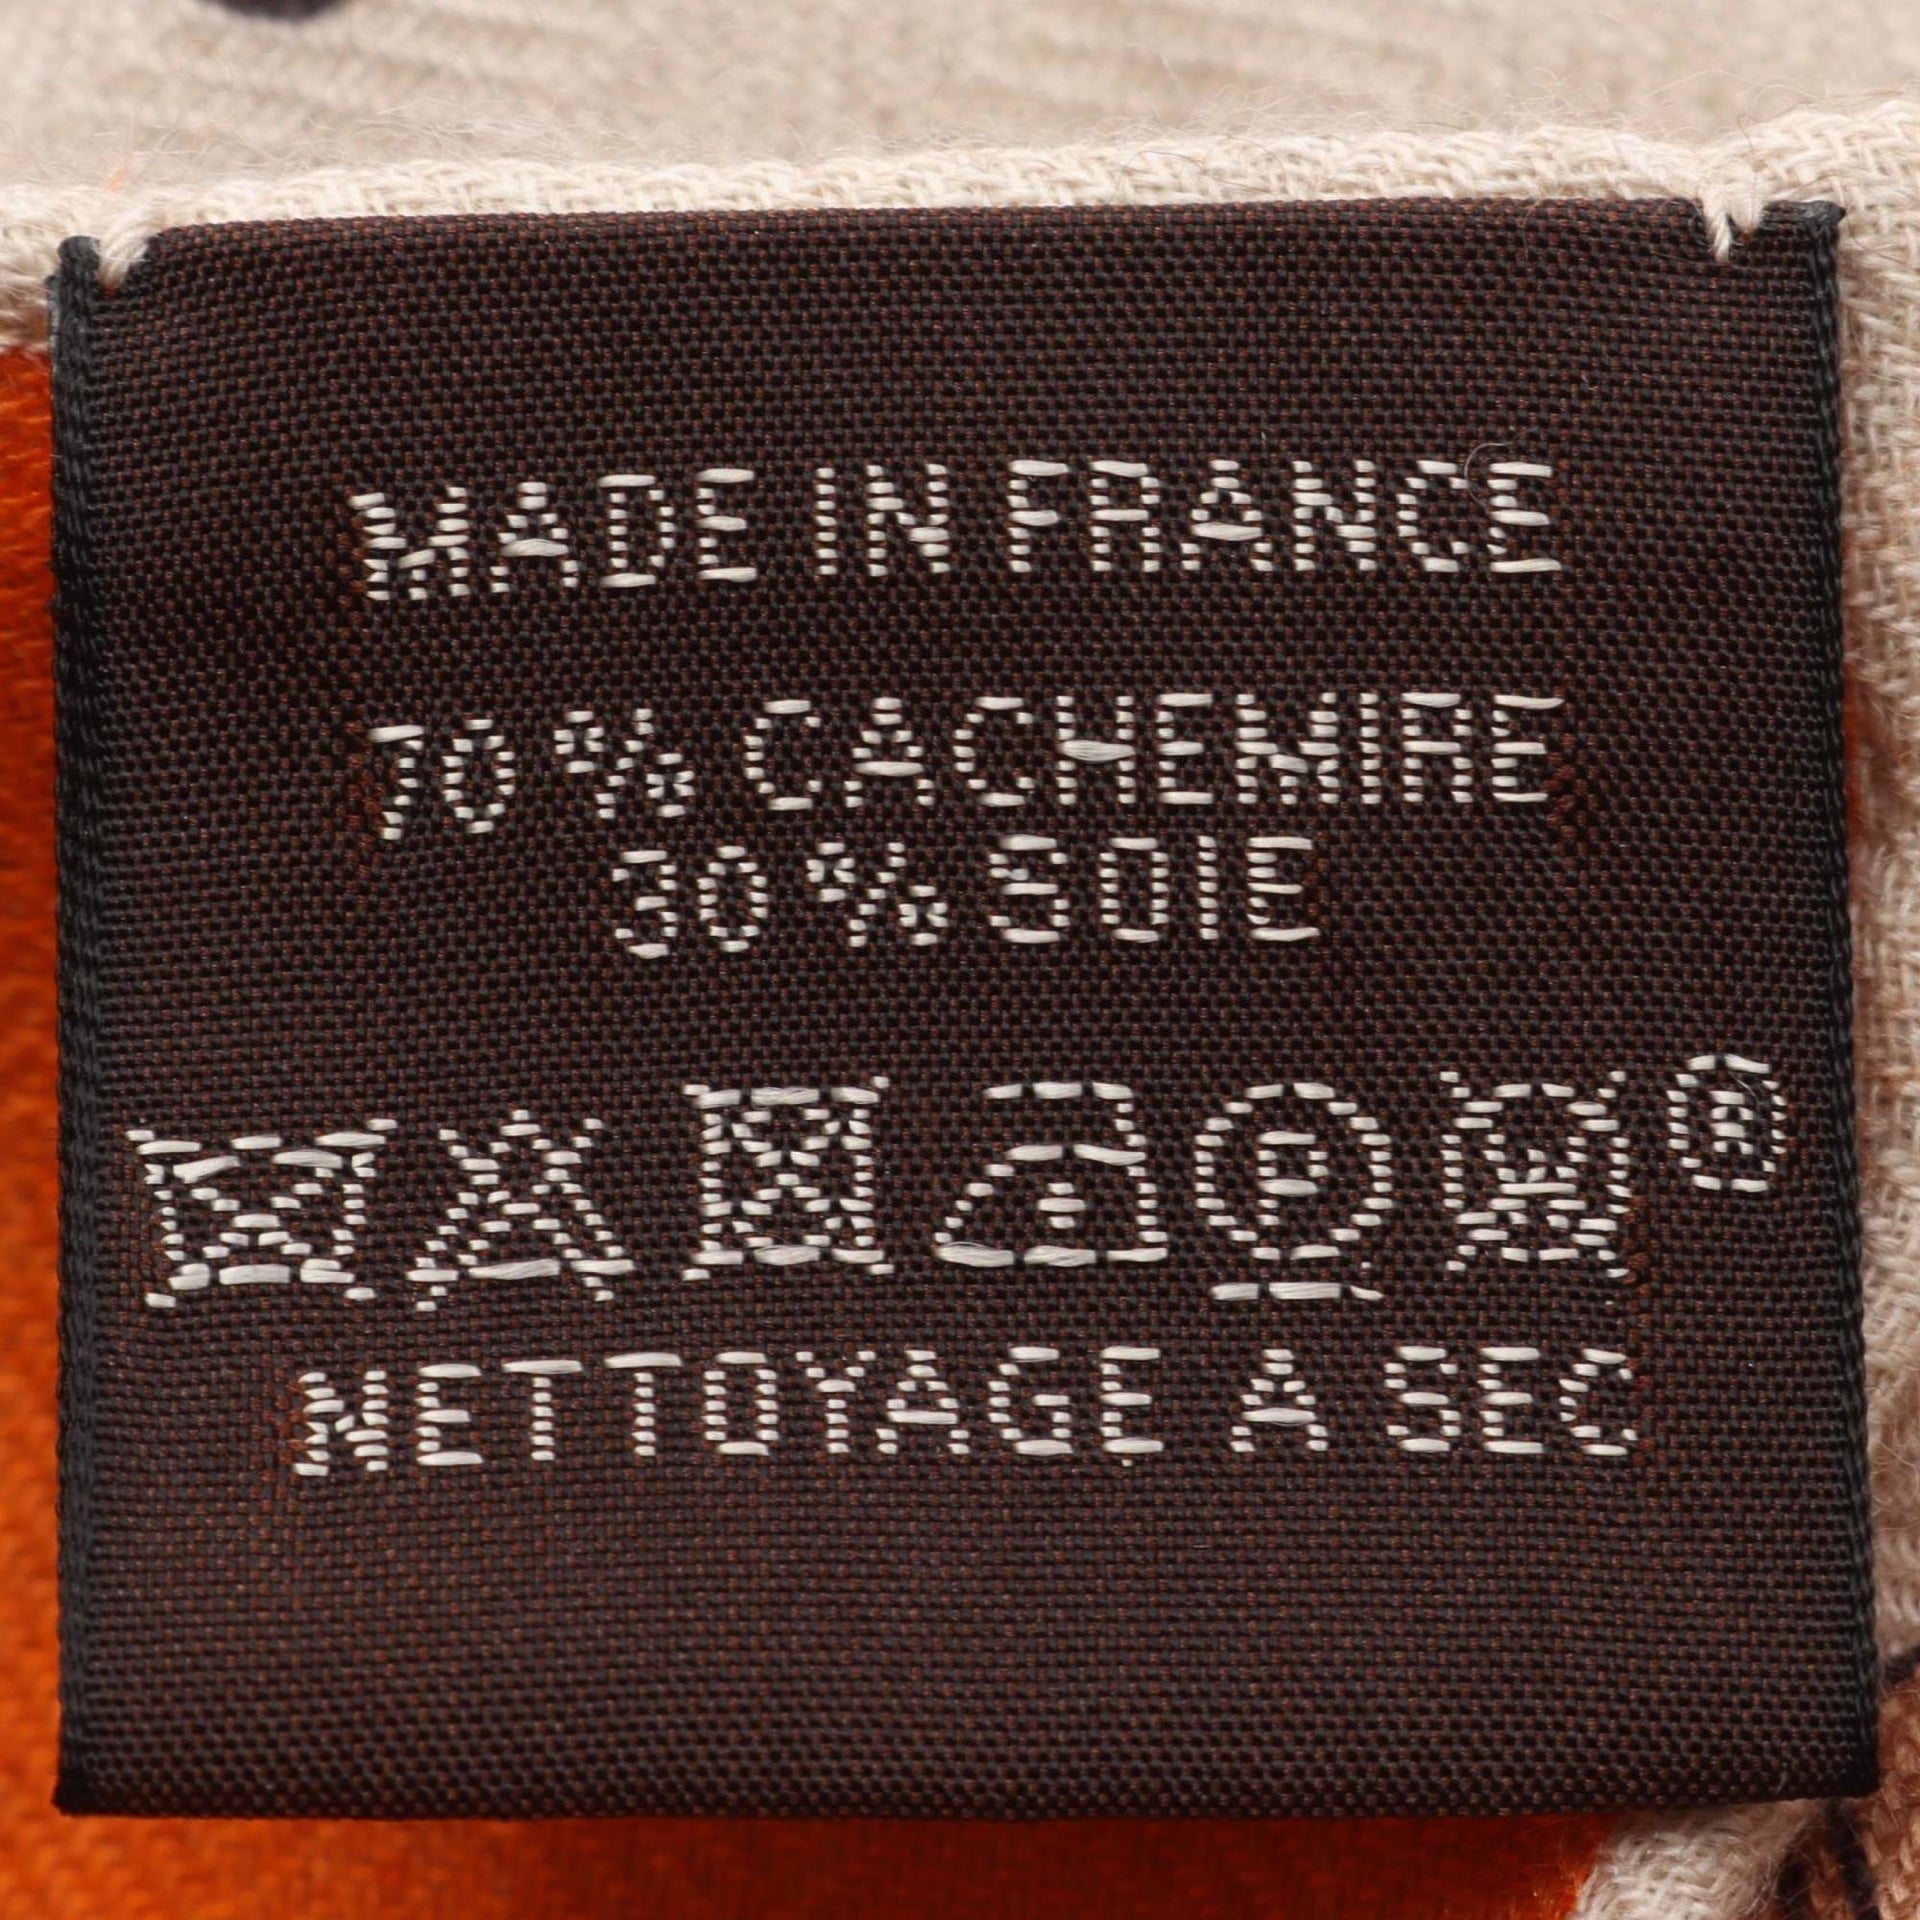 MADE IN FRANCE
70% CACHEMIRE
30% SOIE
P W ®
NETTOYAGE A SEC